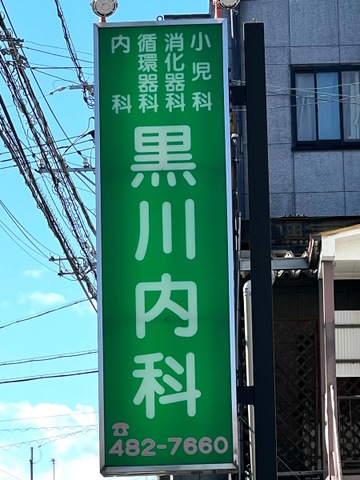 小児科
消化器科
循環器科
内科
黒川内科
☎
482-7660